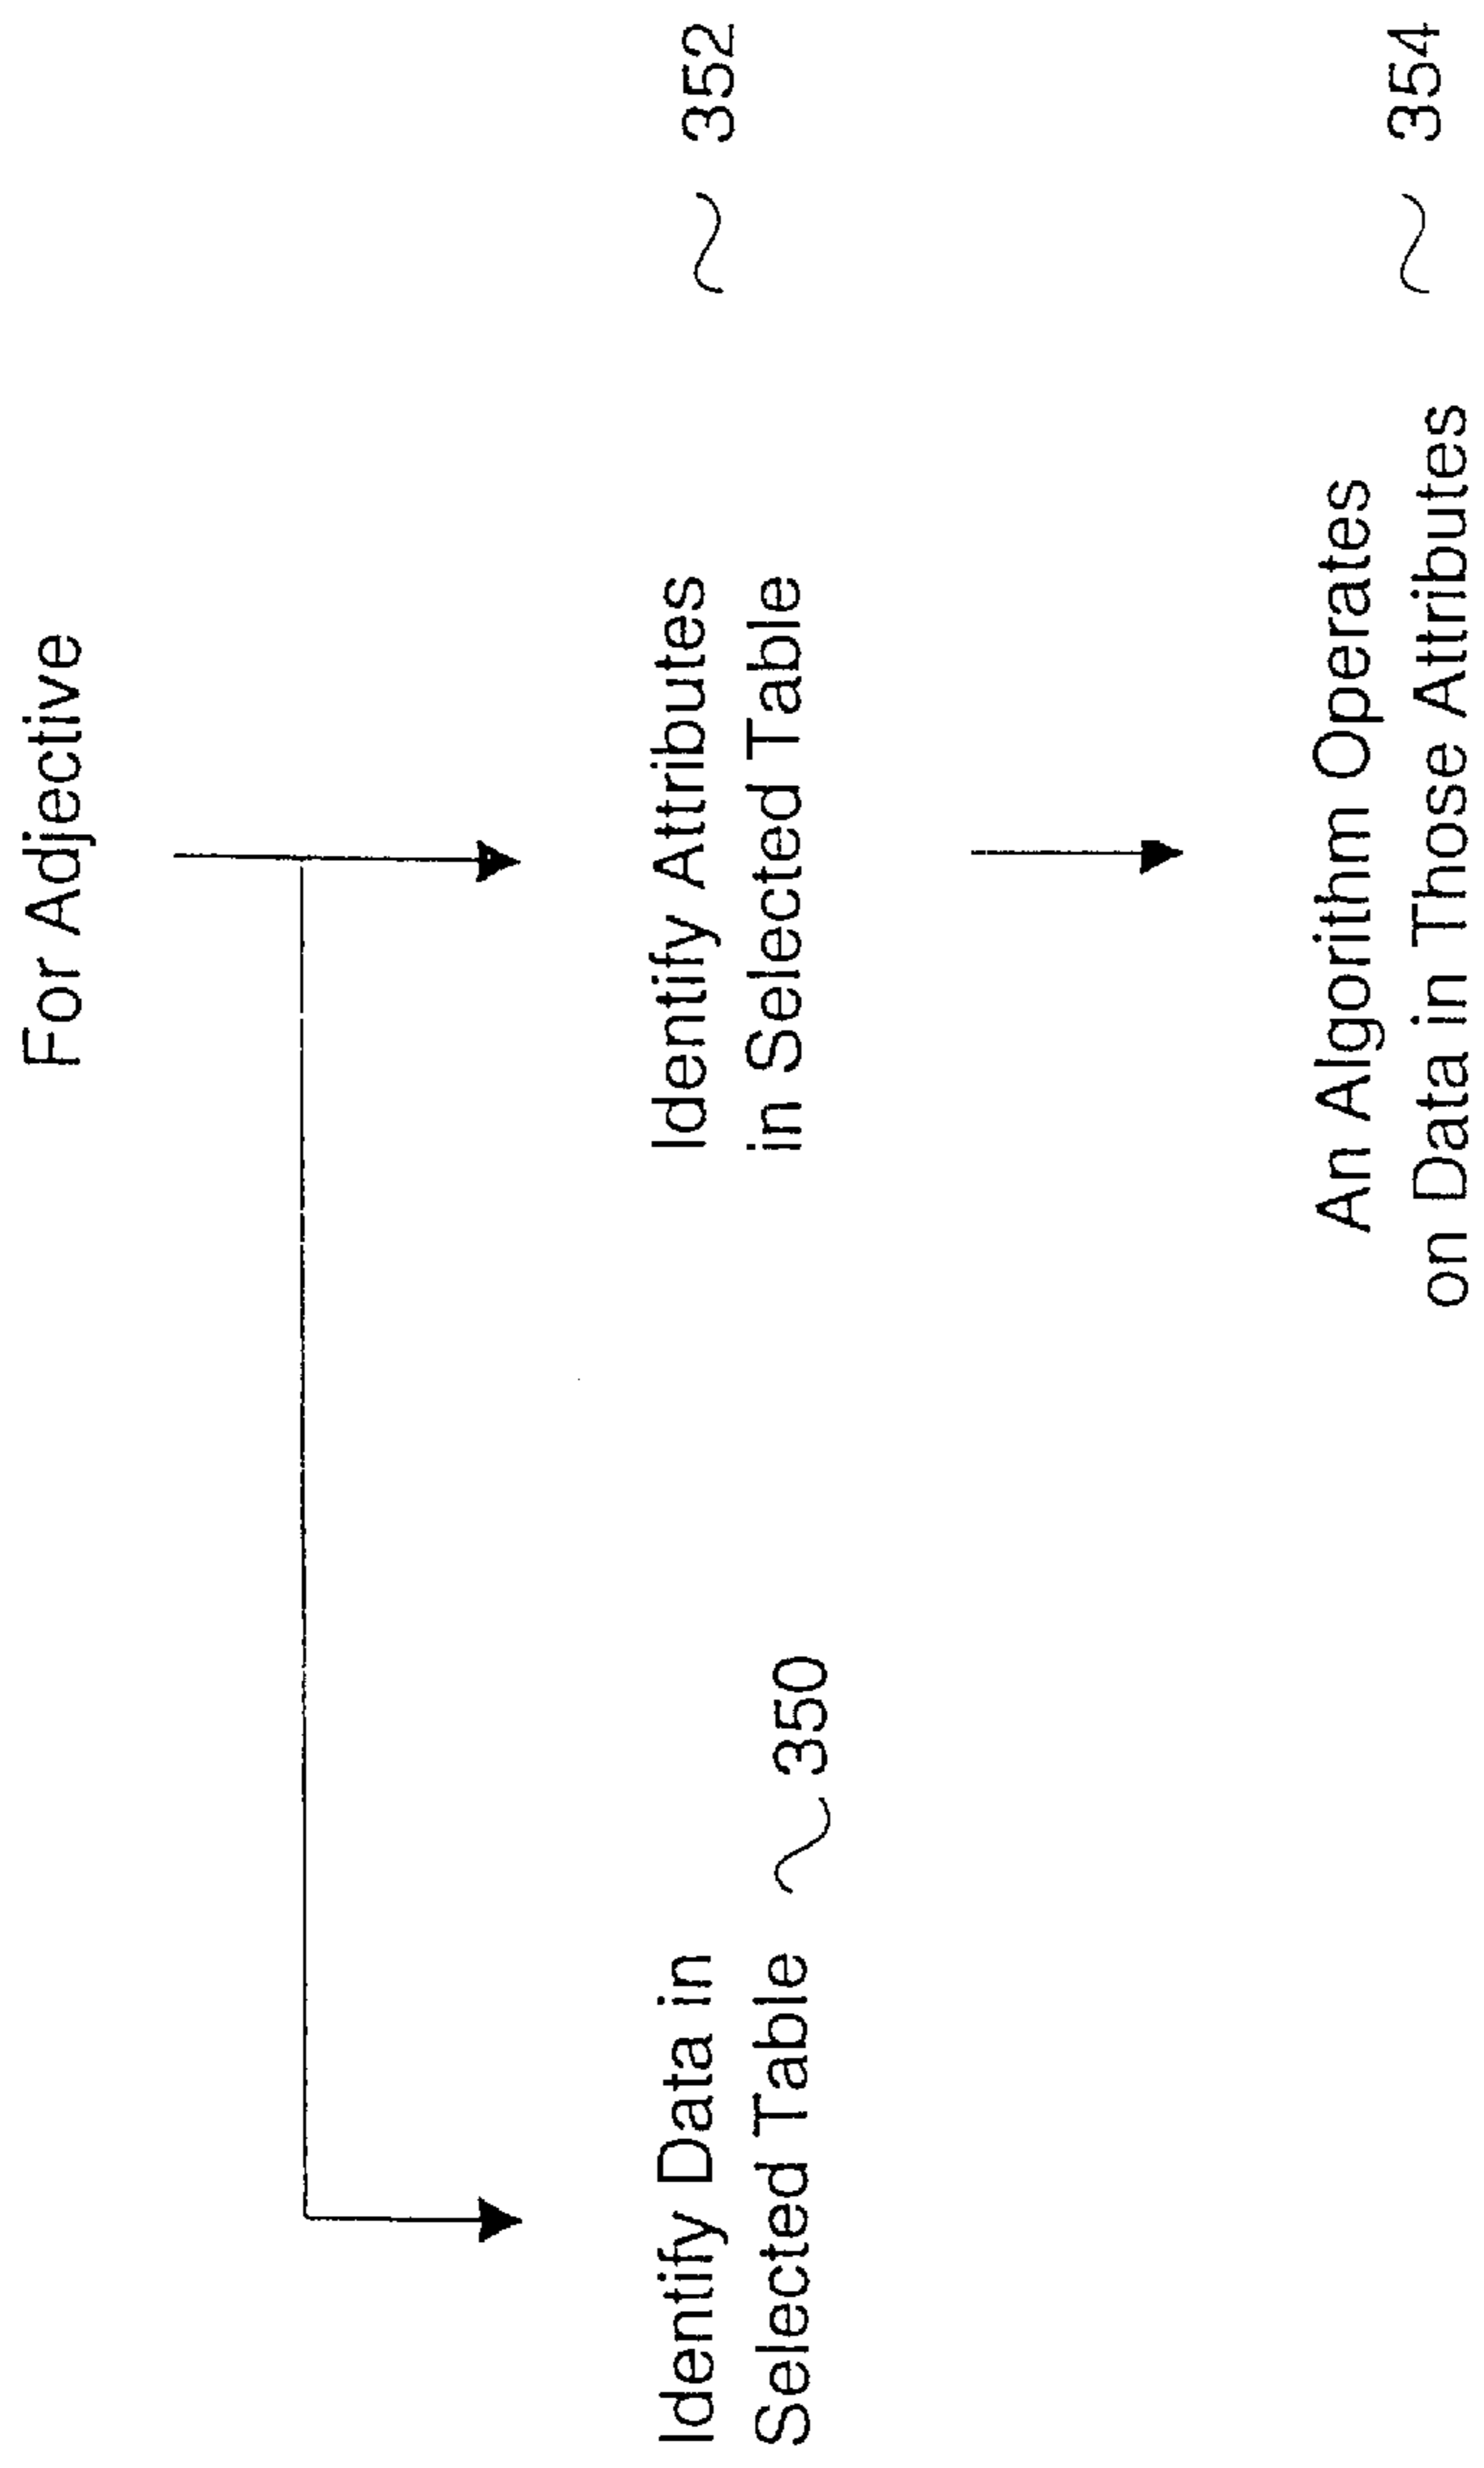 For Adjective
Identify Data in
Selected Table ~ 350
Identify Attributes
in Selected Table
~ 352
An Algorithm Operates
on Data in Those Attributes
~ 354